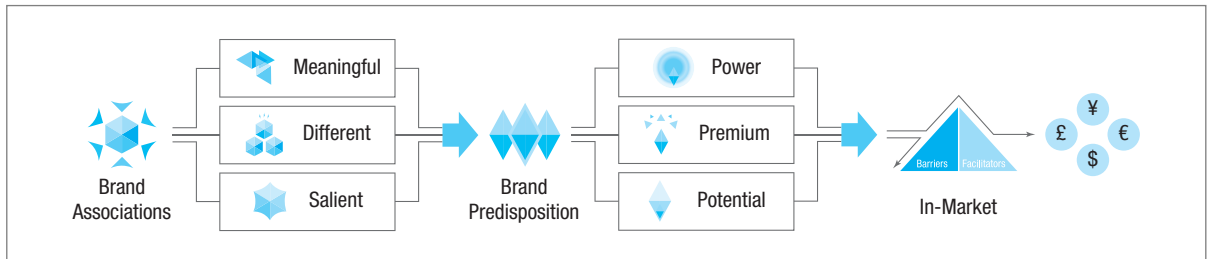 Brand
Associations
Meaningful
Different
Salient
Brand
Predisposition
Power
Premium
Potential
Barriers
Facilitators
In-Market
¥
£
€
$